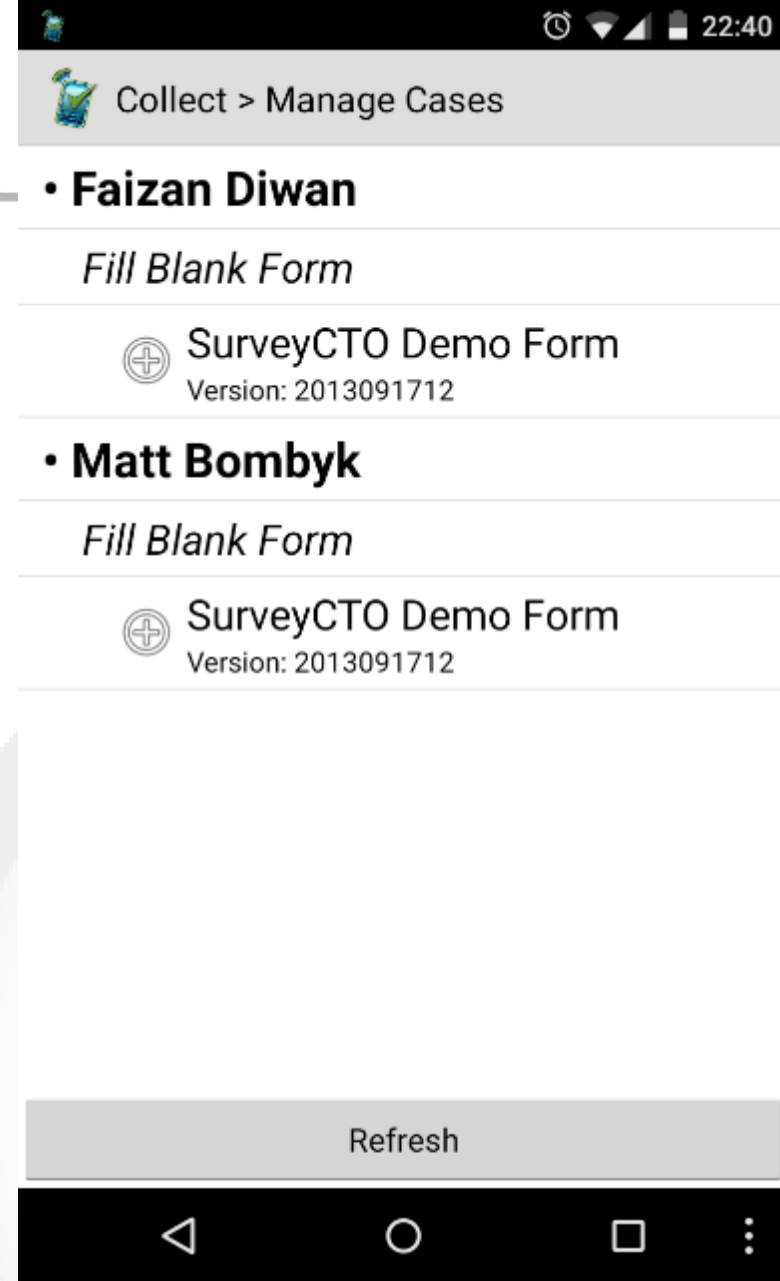 22:40
Collect > Manage Cases
• Faizan Diwan
Fill Blank Form
SurveyCTO Demo Form
Version: 2013091712
• Matt Bombyk
Fill Blank Form
SurveyCTO Demo Form
Version: 2013091712
Refresh